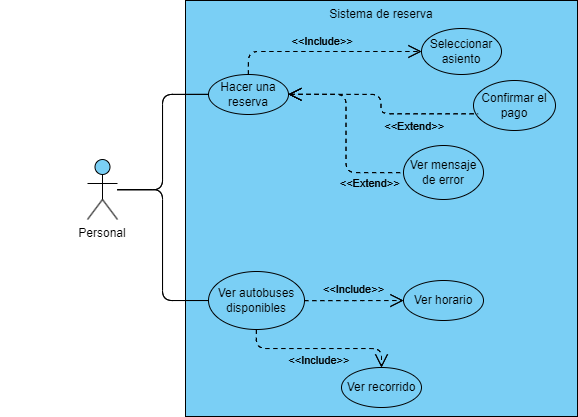 Sistema de reserva
<<Include>>
Seleccionar
asiento
Hacer una
reserva
Confirmar el
pago
<<Extend>>
Ver mensaje
de error
<<Extend>>
Personal
Ver autobuses
disponibles
<<Include>>
Ver horario
<<Include>>
Ver recorrido